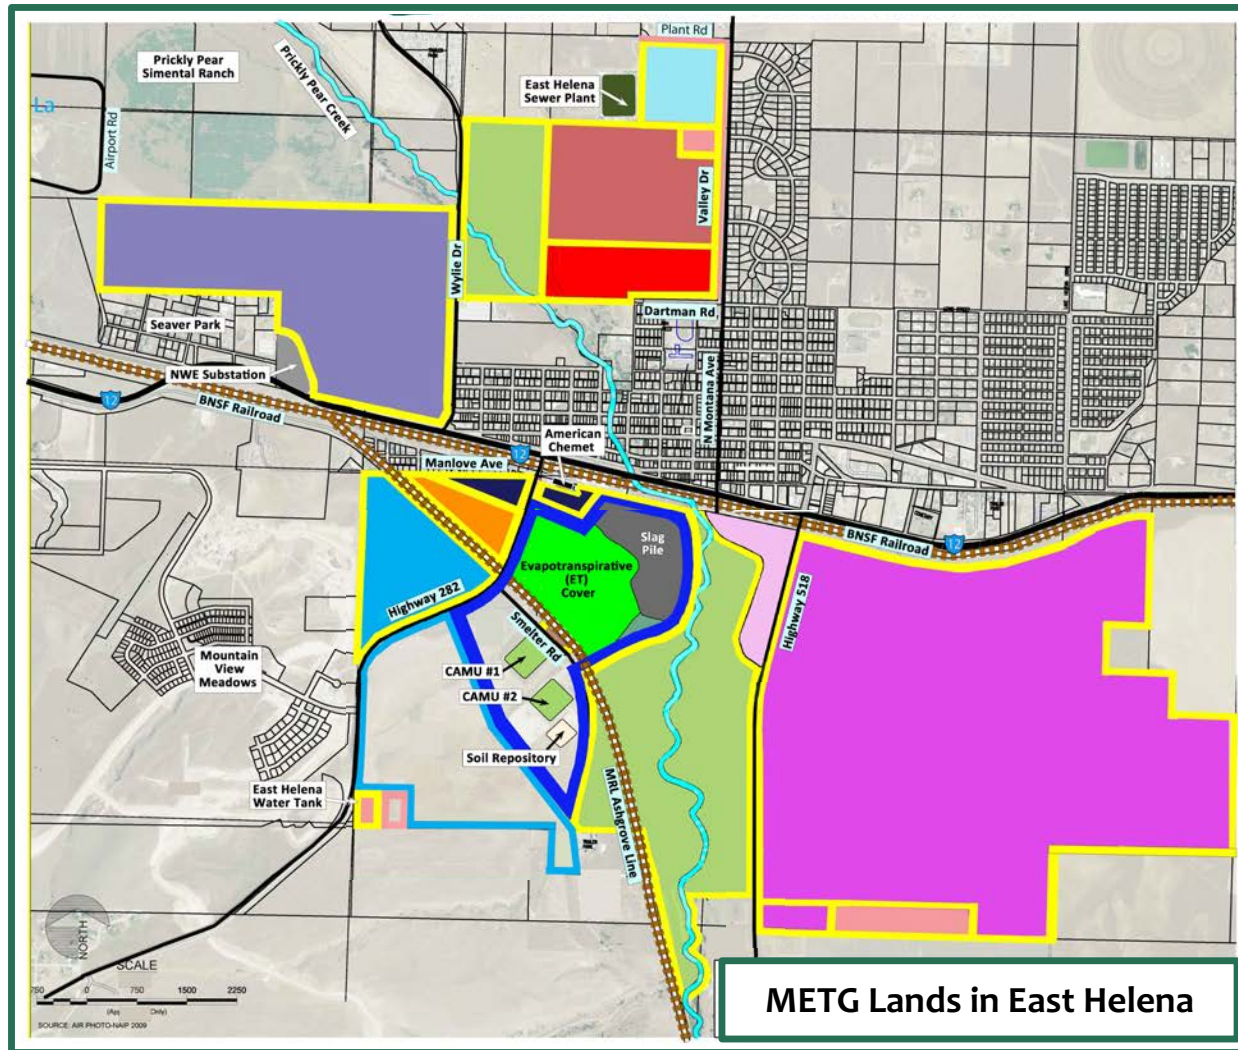 Plant Rd
Prickly Pear
Simental Ranch
Prickly Pear Creek
East Helena
Sewer Plant
La
Airport Rd
Valley Dr
Wylie Dr
Seaver Park
Dartman Rd
NWE Substation
12
BNSF Railroad
N Montana Ave
American
Chemet
12
Manlove Ave
Slag
Pile
BNSF Railroad
12
Evapotranspirative
(ET)
Cover
Highway 282
Highway 518
Smelter Rd
Mountain
View
Meadows
CAMU #1
CAMU #2
Soil Repository
East Helena
Water Tank
MRL Ashgrove Line
NORTH
SCALE
750 0 750 1500 2250
Only)
SOURCE: AIR PHOTO-NAIP 2009
METG Lands in East Helena